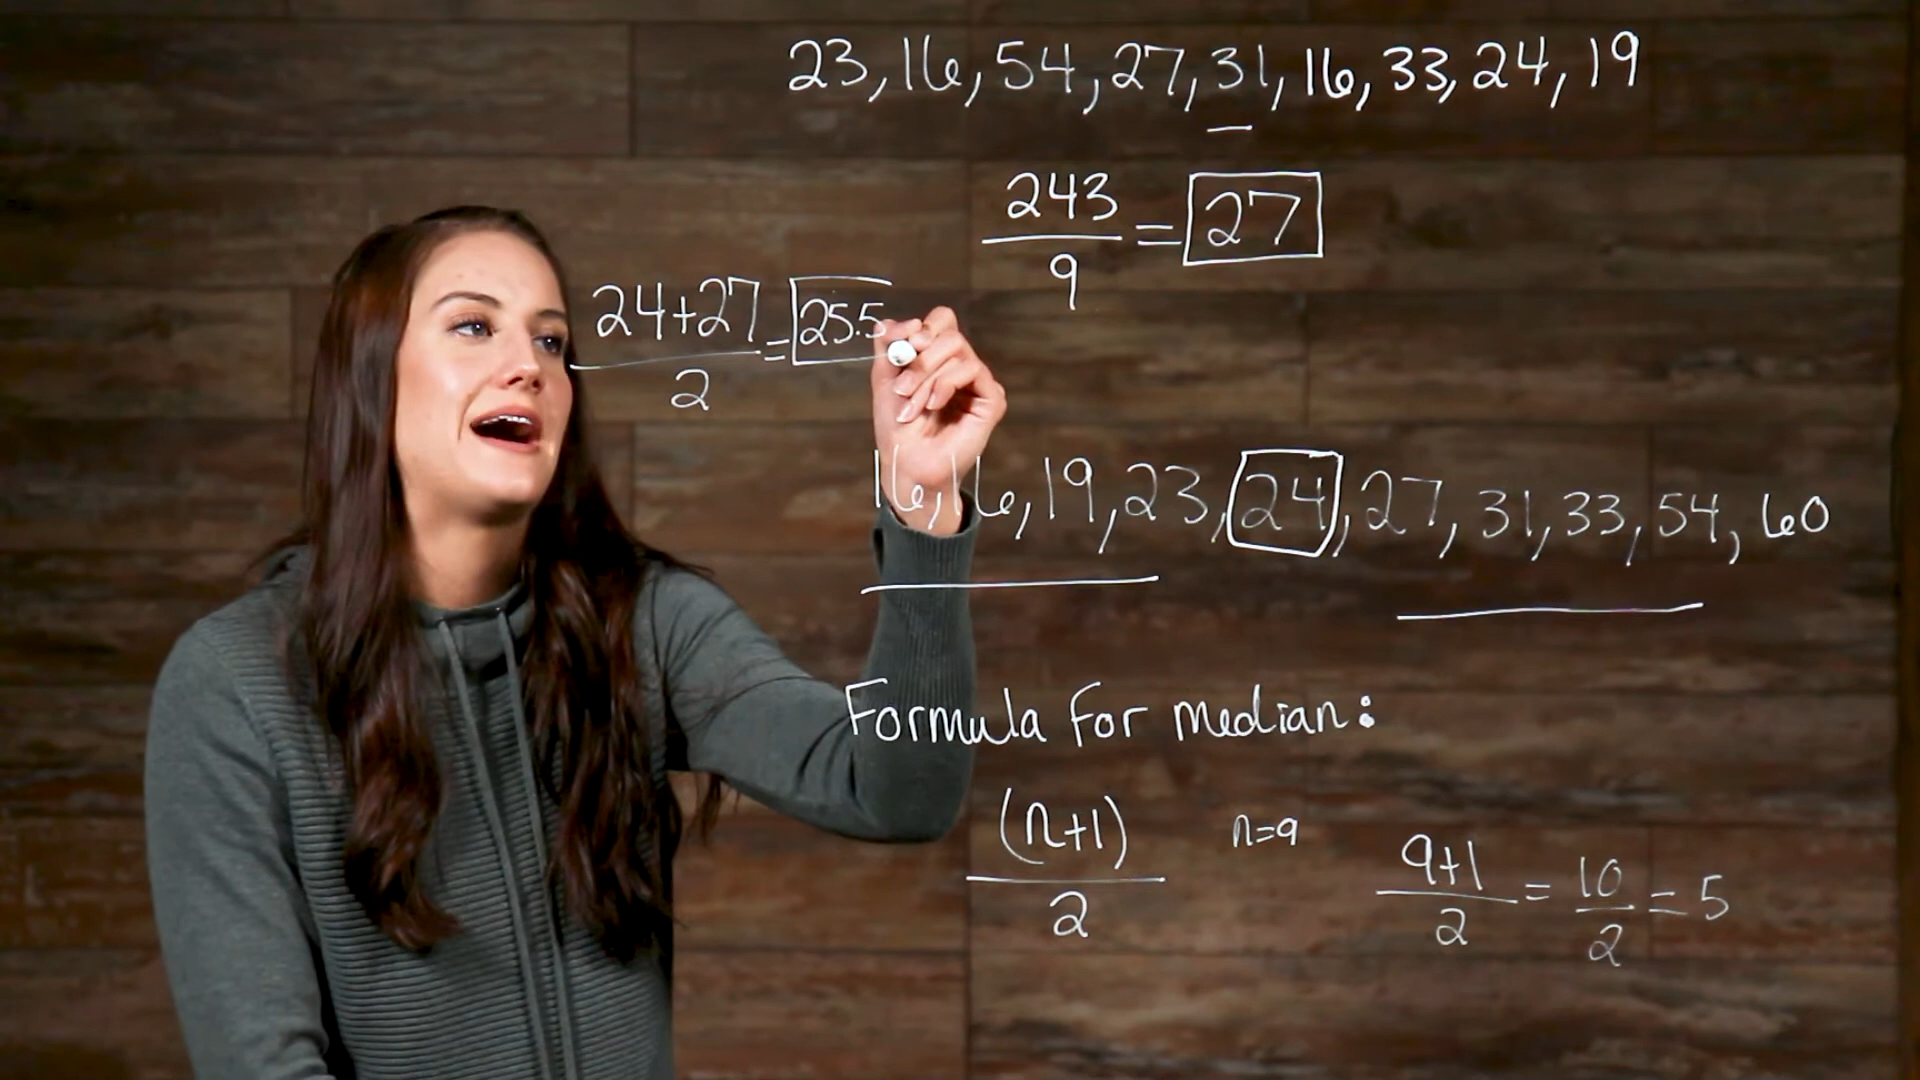 23, 16, 54, 27, 31, 16, 33, 24, 19
243
9
= 27
24+27
2
= 25.5
16, 16, 19, 23, 24, 27, 31, 33, 54, 60
Formula for median:
(n+1)
2
n=9
9+1
2
= 10
2
= 5